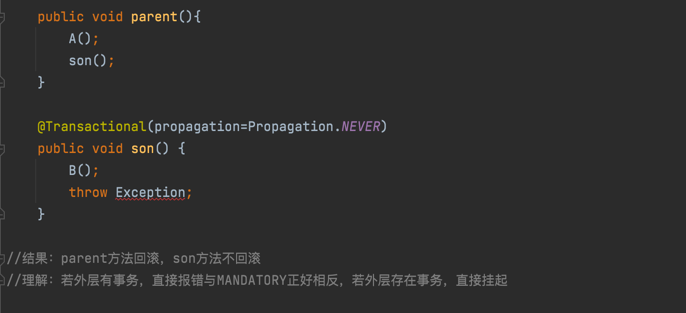 public void parent(){
A();
son();
}
@Transactional(propagation=Propagation.NEVER)
public void son() {
B();
throw Exception;
}
//结果：parent方法回滚，son方法不回滚
//理解：若外层有事务，直接报错与MANDATORY正好相反，若外层存在事务，直接挂起